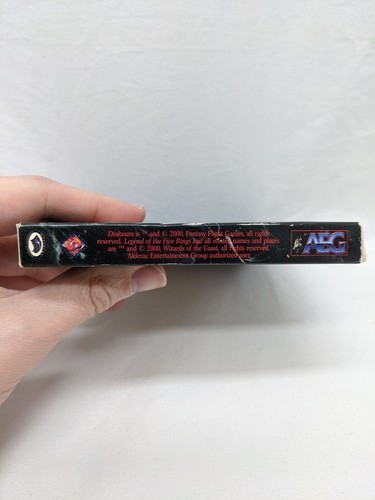 Diskwars is ™ and © 2000, Fantasy Flight Games, all rights
reserved. Legend of the Five Rings and all related names and places
are ™ and © 2000, Wizards of the Coast, all rights reserved.
Alderac Entertainment Group authorized user.
AEG